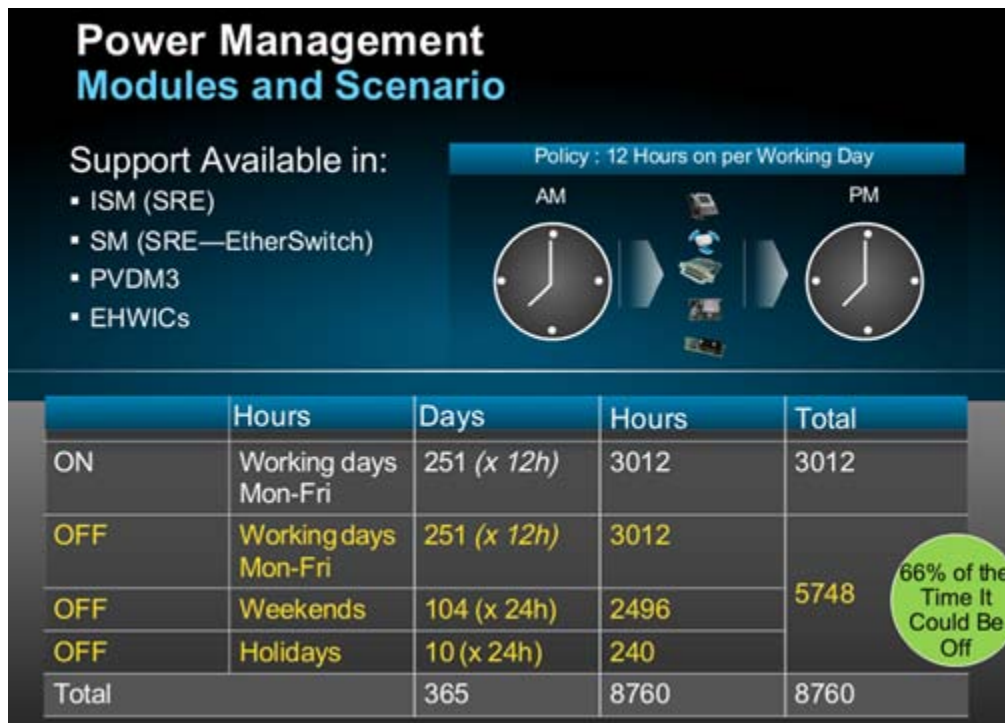 Power Management
Modules and Scenario
Support Available in:
▪ ISM (SRE)
▪ SM (SRE—EtherSwitch)
▪ PVDM3
▪ EHWICs
Policy : 12 Hours on per Working Day
AM
PM
Hours Days Hours Total
ON Working days Mon-Fri 251 (x 12h) 3012 3012
OFF Working days Mon-Fri 251 (x 12h) 3012
OFF Weekends 104 (x 24h) 2496
OFF Holidays 10 (x 24h) 240
5748
66% of the
Time It
Could Be
Off
Total 365 8760 8760